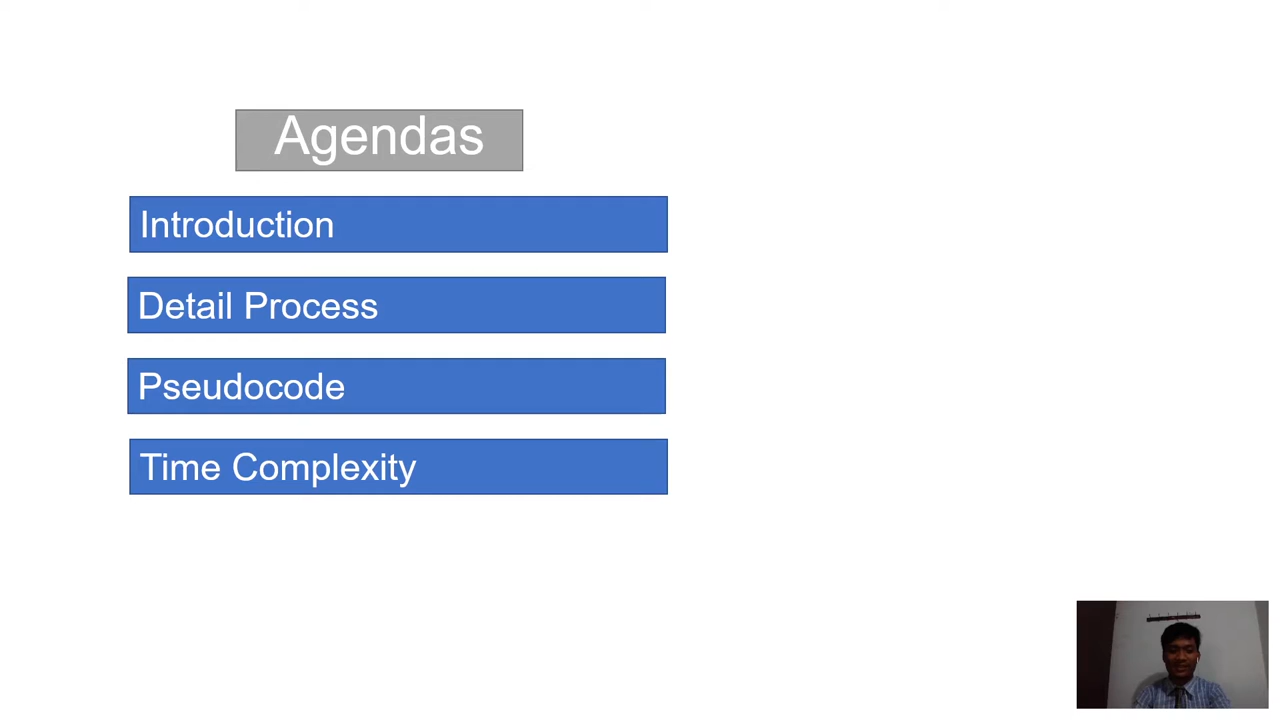 Agendas
Introduction
Detail Process
Pseudocode
Time Complexity